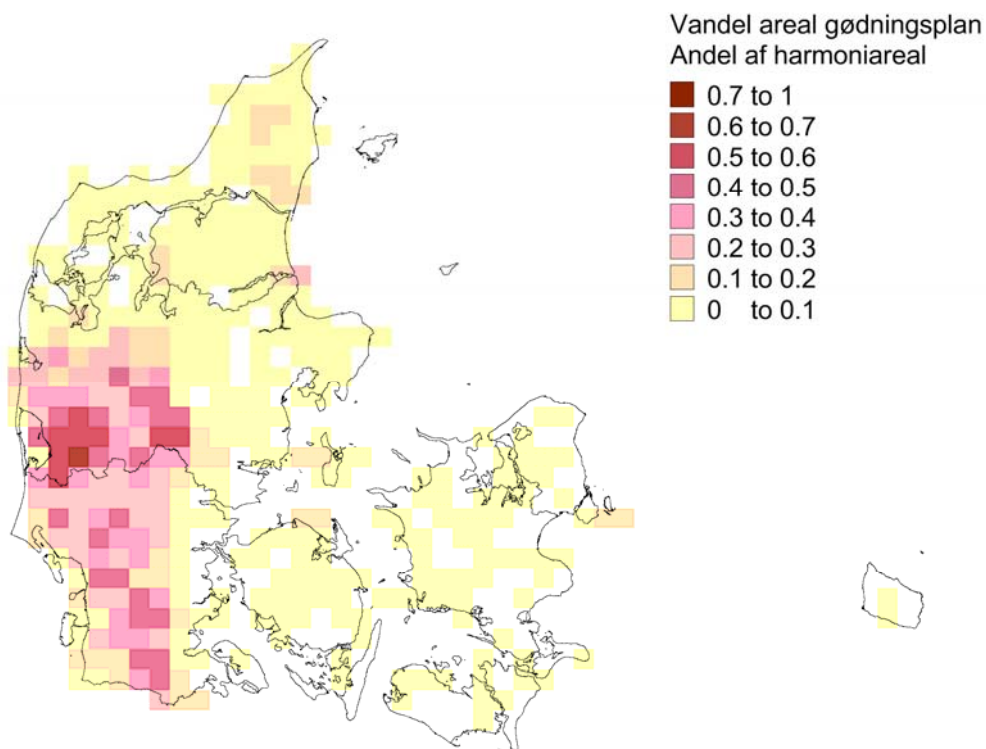 Vandel areal gødningsplan
Andel af harmoniareal
0.7 to 1
0.6 to 0.7
0.5 to 0.6
0.4 to 0.5
0.3 to 0.4
0.2 to 0.3
0.1 to 0.2
0 to 0.1